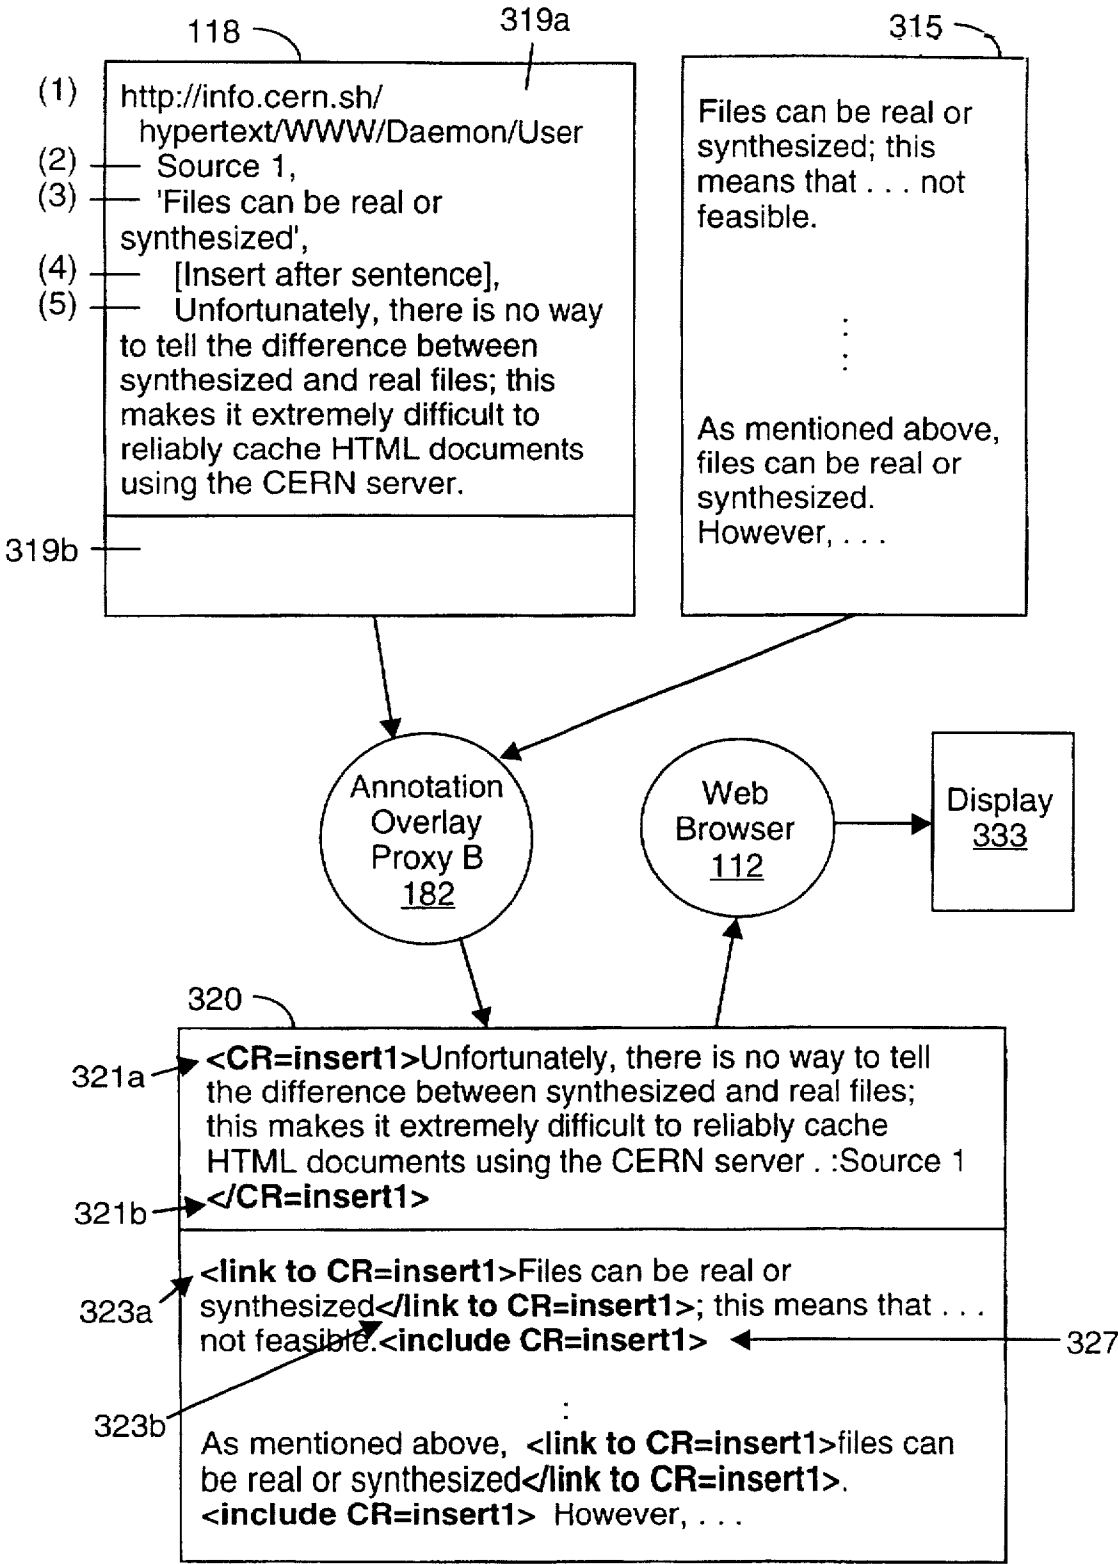 118
319a
315
(1) http://info.cern.sh/
hypertext/WWW/Daemon/User
(2) Source 1,
(3) 'Files can be real or
synthesized',
(4) [Insert after sentence],
(5) Unfortunately, there is no way
to tell the difference between
synthesized and real files; this
makes it extremely difficult to
reliably cache HTML documents
using the CERN server.
319b
Files can be real or
synthesized; this
means that . . . not
feasible.
.
.
.
.
As mentioned above,
files can be real or
synthesized.
However, . . .
Annotation
Overlay
Proxy B
182
Web
Browser
112
Display
333
320
321a
<CR=insert1>Unfortunately, there is no way to tell
the difference between synthesized and real files;
this makes it extremely difficult to reliably cache
HTML documents using the CERN server . :Source 1
321b
</CR=insert1>
323a
<link to CR=insert1>Files can be real or
synthesized</link to CR=insert1>; this means that . . .
not feasible.<include CR=insert1>
327
323b
:
As mentioned above, <link to CR=insert1>files can
be real or synthesized</link to CR=insert1>.
<include CR=insert1> However, . . .